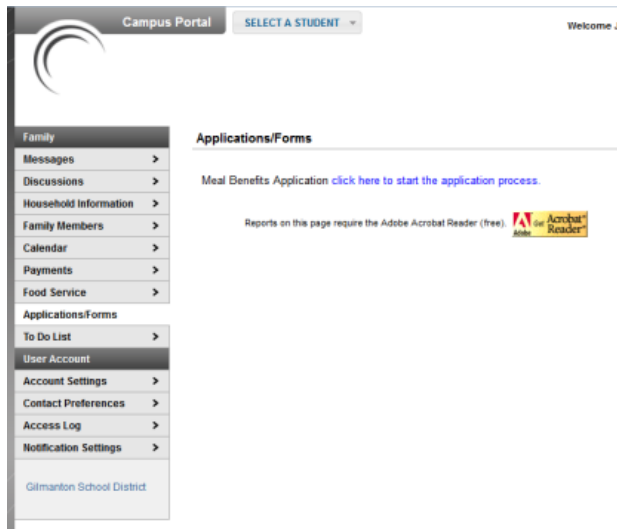 Campus Portal
SELECT A STUDENT
Welcome J
Family
Messages >
Discussions >
Household Information >
Family Members >
Calendar >
Payments >
Food Service >
Applications/Forms
To Do List >
User Account
Account Settings >
Contact Preferences >
Access Log >
Notification Settings >
Gilmanton School District
Applications/Forms
Meal Benefits Application click here to start the application process.
Reports on this page require the Adobe Acrobat Reader (free).
Adobe
Get Acrobat®
Reader®